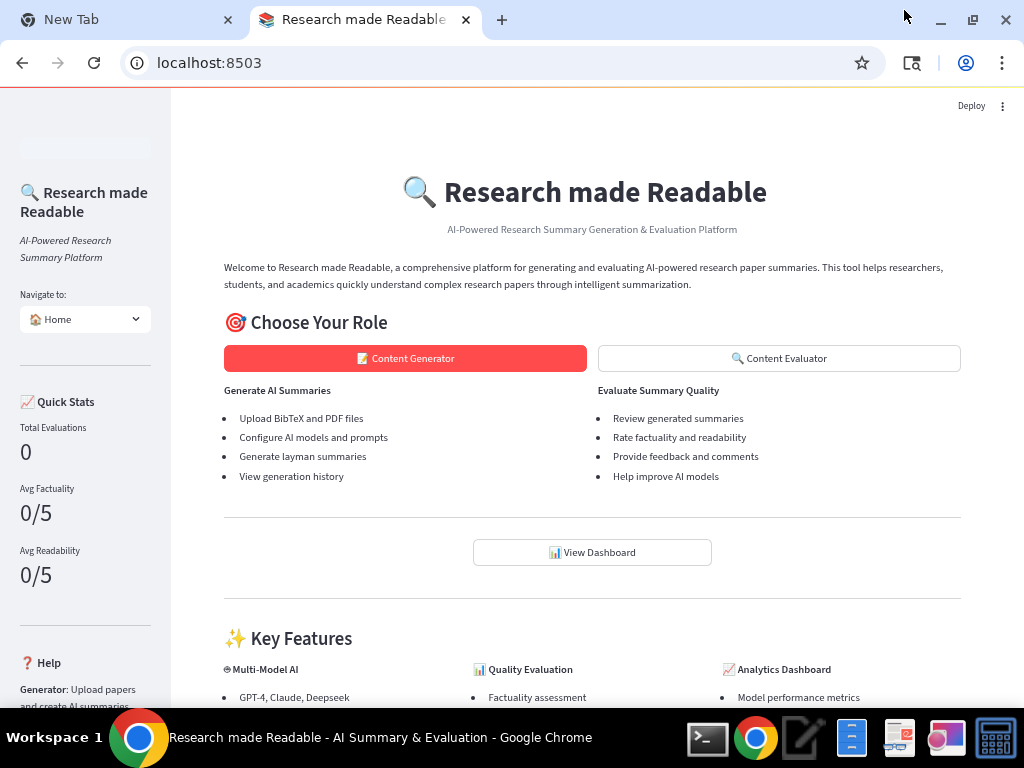 New Tab
Research made Readable
localhost:8503
Deploy
🔍 Research made
Readable
AI-Powered Research
Summary Platform
Navigate to:
🏠 Home
📈 Quick Stats
Total Evaluations
0
Avg Factuality
0/5
Avg Readability
0/5
❓ Help
Generator: Upload papers
and create AI summaries
🔍 Research made Readable
AI-Powered Research Summary Generation & Evaluation Platform
Welcome to Research made Readable, a comprehensive platform for generating and evaluating AI-powered research paper summaries. This tool helps researchers,
students, and academics quickly understand complex research papers through intelligent summarization.
🎯 Choose Your Role
📝 Content Generator
🔍 Content Evaluator
Generate AI Summaries
• Upload BibTeX and PDF files
• Configure AI models and prompts
• Generate layman summaries
• View generation history
Evaluate Summary Quality
• Review generated summaries
• Rate factuality and readability
• Provide feedback and comments
• Help improve AI models
📊 View Dashboard
✨ Key Features
Multi-Model AI
• GPT-4, Claude, Deepseek
📊 Quality Evaluation
• Factuality assessment
📈 Analytics Dashboard
• Model performance metrics
Workspace 1
Research made Readable - AI Summary & Evaluation - Google Chrome